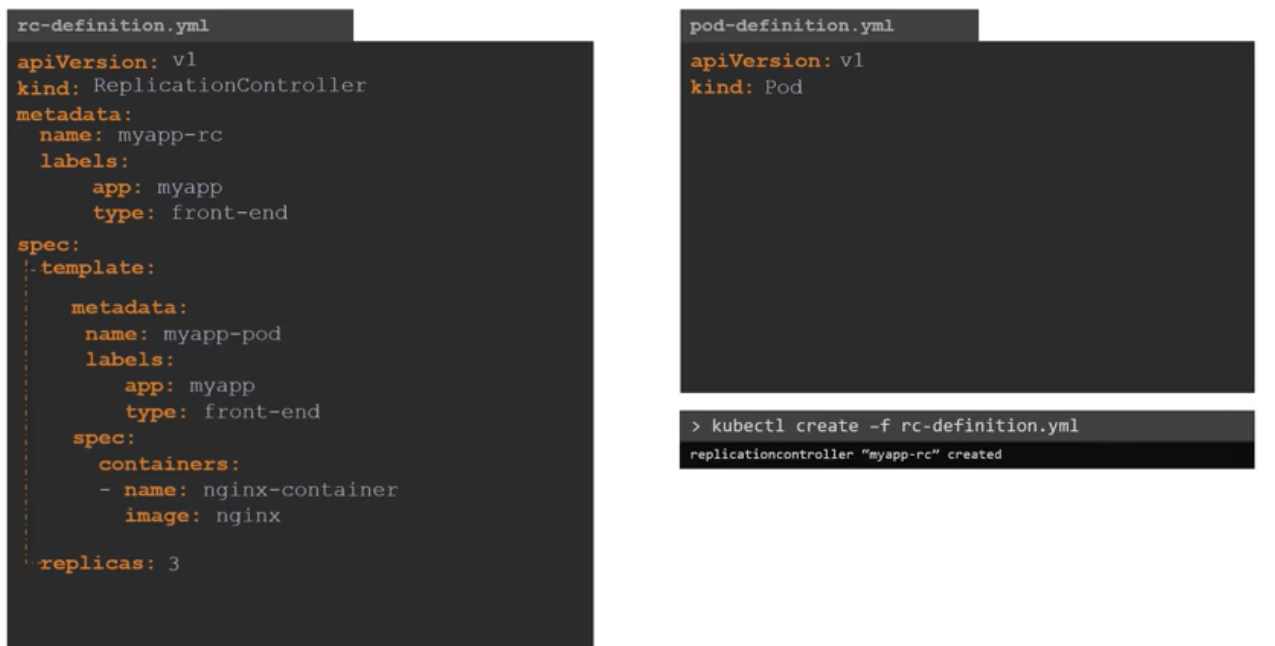 rc-definition.yml
apiVersion: v1
kind: ReplicationController
metadata:
name: myapp-rc
labels:
app: myapp
type: front-end
spec:
template:
metadata:
name: myapp-pod
labels:
app: myapp
type: front-end
spec:
containers:
- name: nginx-container
image: nginx
replicas: 3
pod-definition.yml
apiVersion: v1
kind: Pod
> kubectl create –f rc-definition.yml
replicationcontroller “myapp-rc” created